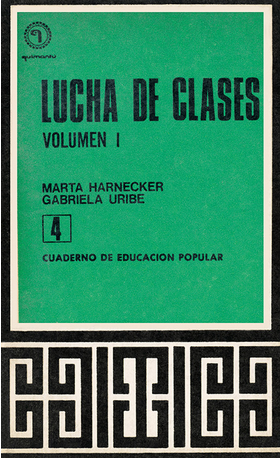 quimantu
LUCHA DE CLASES
VOLUMEN I
MARTA HARNECKER
GABRIELA URIBE
4
CUADERNO DE EDUCACION POPULAR